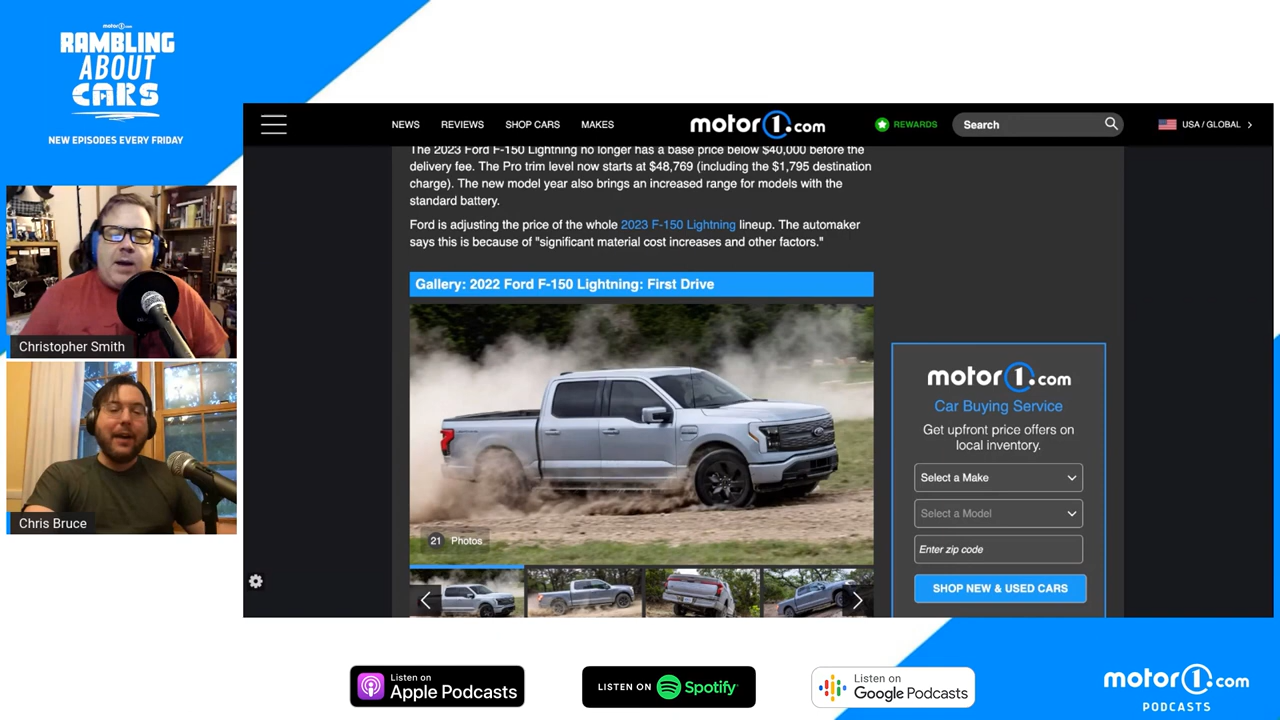 motor1.com
RAMBLING
ABOUT
CARS
NEW EPISODES EVERY FRIDAY
Christopher Smith
Chris Bruce
NEWS
REVIEWS
SHOP CARS
MAKES
motor1.com
REWARDS
Search
USA / GLOBAL
The 2023 Ford F-150 Lightning no longer has a base price below $40,000 before the
delivery fee. The Pro trim level now starts at $48,769 (including the $1,795 destination
charge). The new model year also brings an increased range for models with the
standard battery.
Ford is adjusting the price of the whole 2023 F-150 Lightning lineup. The automaker
says this is because of "significant material cost increases and other factors."
Gallery: 2022 Ford F-150 Lightning: First Drive
21 Photos
motor1.com
Car Buying Service
Get upfront price offers on
local inventory.
Select a Make
Select a Model
Enter zip code
SHOP NEW & USED CARS
Listen on
Apple Podcasts
LISTEN ON Spotify
Listen on
Google Podcasts
motor1.com
PODCASTS